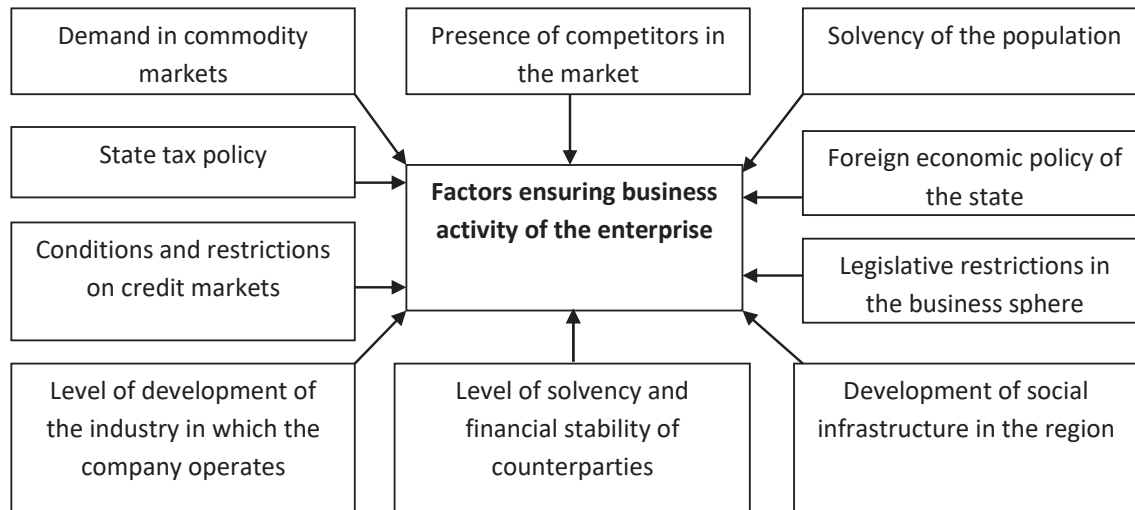 Demand in commodity
markets
Presence of competitors in
the market
Solvency of the population
State tax policy
Factors ensuring business
activity of the enterprise
Foreign economic policy of
the state
Conditions and restrictions
on credit markets
Legislative restrictions in
the business sphere
Level of development of
the industry in which the
company operates
Level of solvency and
financial stability of
counterparties
Development of social
infrastructure in the region